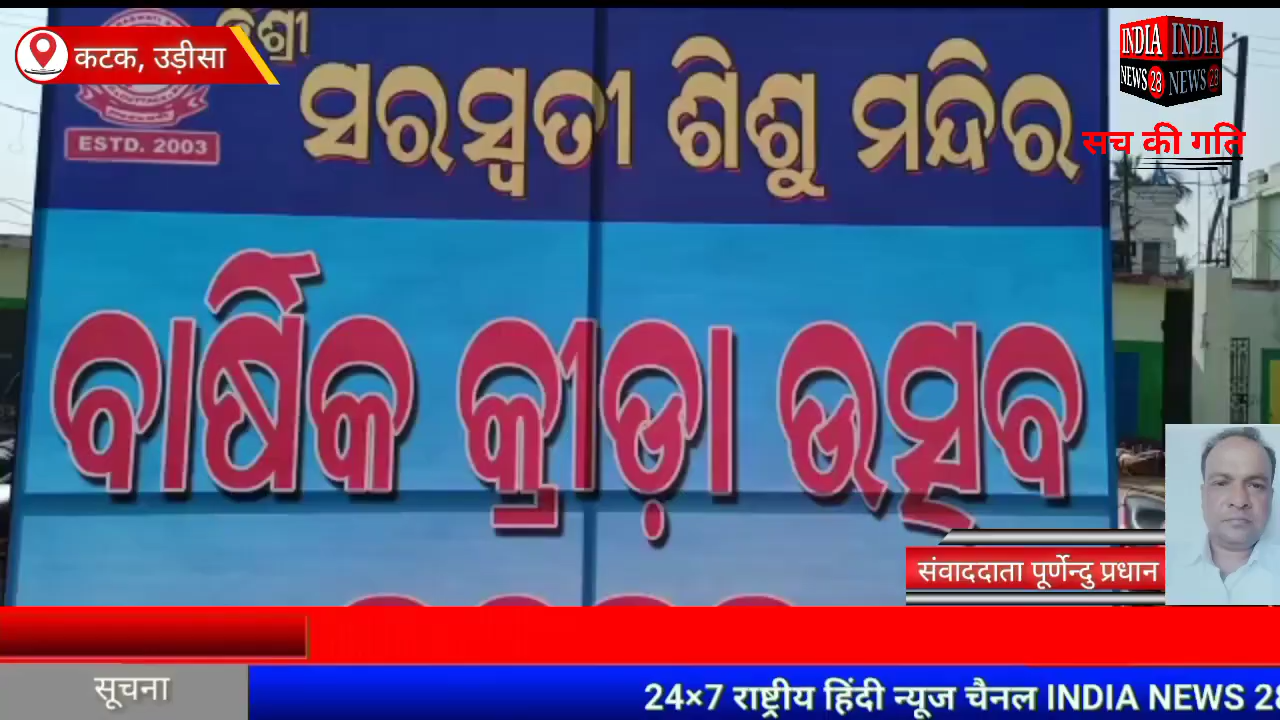 कटक, उड़ीसा
INDIA INDIA
NEWS 28 NEWS 28
सच की गति
ESTD. 2003
ସରସ୍ୱତୀ ଶିଶୁ ମନ୍ଦିର
ବାର୍ଷିକ କ୍ରୀଡ଼ା ଉତ୍ସବ
संवाददाता पूर्णेन्दु प्रधान
सूचना
24×7 राष्ट्रीय हिंदी न्यूज चैनल INDIA NEWS 28